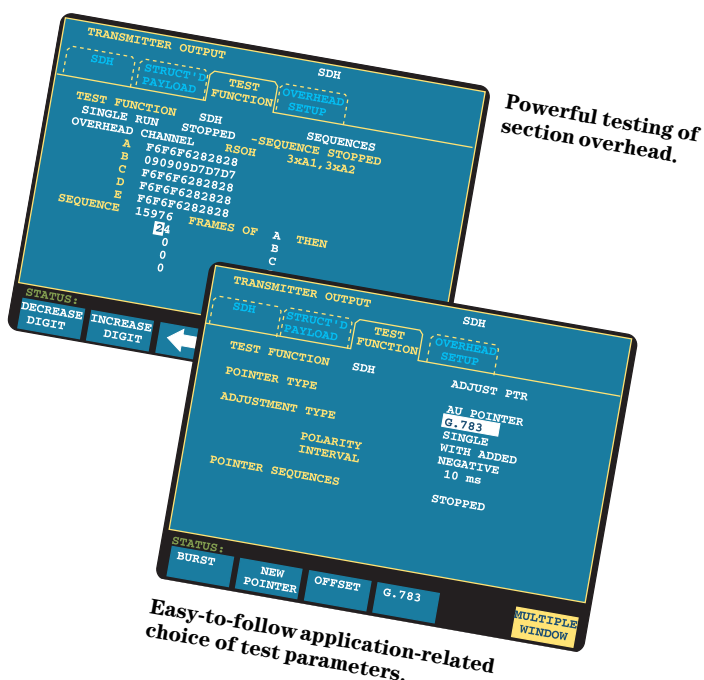 TRANSMITTER OUTPUT
SDH
SDH STRUCT'D PAYLOAD TEST FUNCTION OVERHEAD SETUP
TEST FUNCTION SDH SEQUENCES
SINGLE RUN STOPPED -SEQUENCE STOPPED
OVERHEAD CHANNEL RSOH 3xA1,3xA2
A F6F6F6282828
B 090909D7D7D7
C F6F6F6282828
D F6F6F6282828
E F6F6F6282828
SEQUENCE 15976 FRAMES OF A THEN
24 B
0 C
0
0
STATUS:
DECREASE DIGIT
INCREASE DIGIT
Powerful testing of
section overhead.
TRANSMITTER OUTPUT
SDH
SDH STRUCT'D PAYLOAD TEST FUNCTION OVERHEAD SETUP
TEST FUNCTION SDH ADJUST PTR
POINTER TYPE AU POINTER
G.783
ADJUSTMENT TYPE SINGLE
WITH ADDED
POLARITY NEGATIVE
INTERVAL 10 ms
POINTER SEQUENCES STOPPED
STATUS:
BURST
NEW POINTER
OFFSET
G.783
MULTIPLE WINDOW
Easy-to-follow application-related
choice of test parameters.